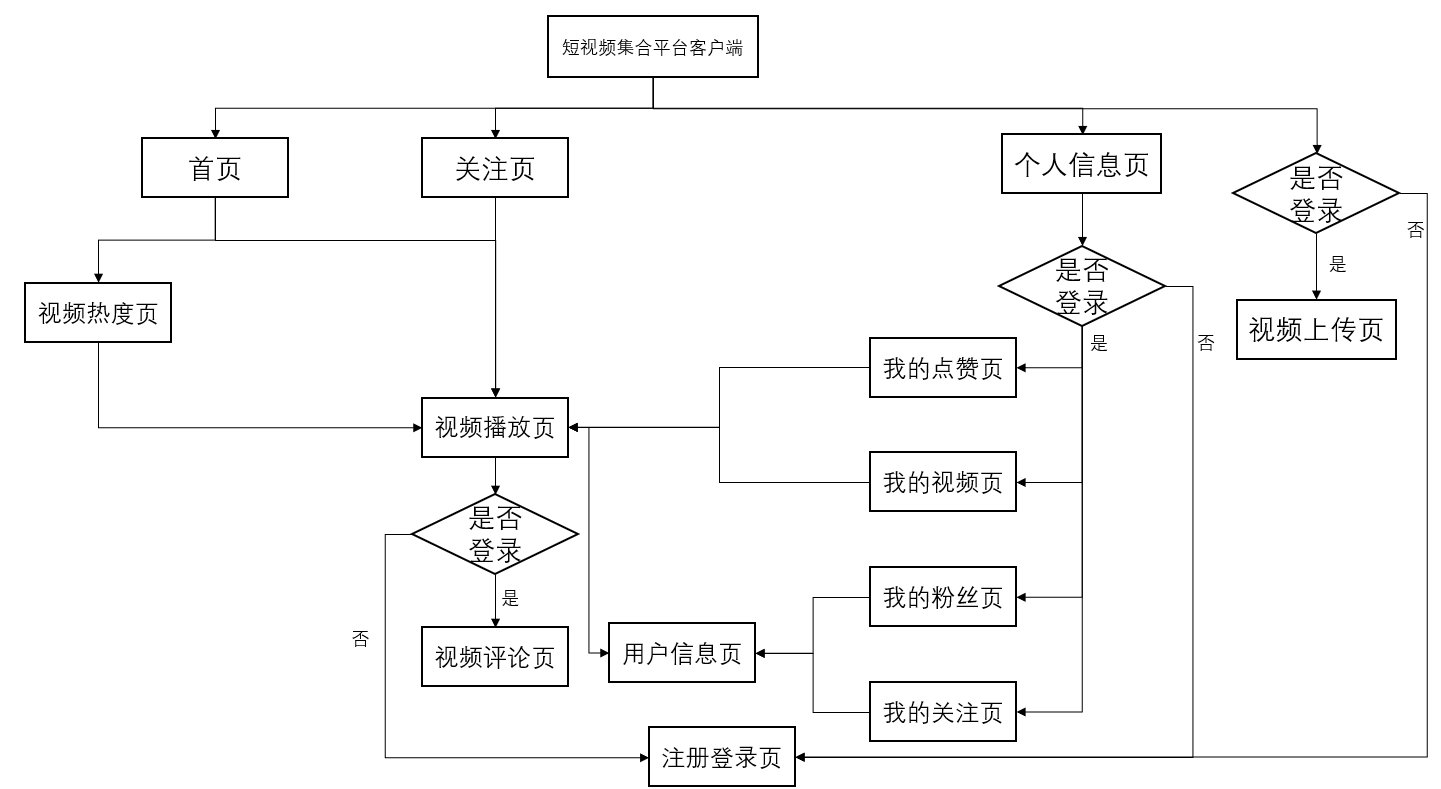 短视频集合平台客户端
首页
关注页
个人信息页
是否
登录
否
是
视频上传页
视频热度页
是否
登录
是
否
我的点赞页
视频播放页
我的视频页
是否
登录
是
否
视频评论页
我的粉丝页
用户信息页
我的关注页
注册登录页